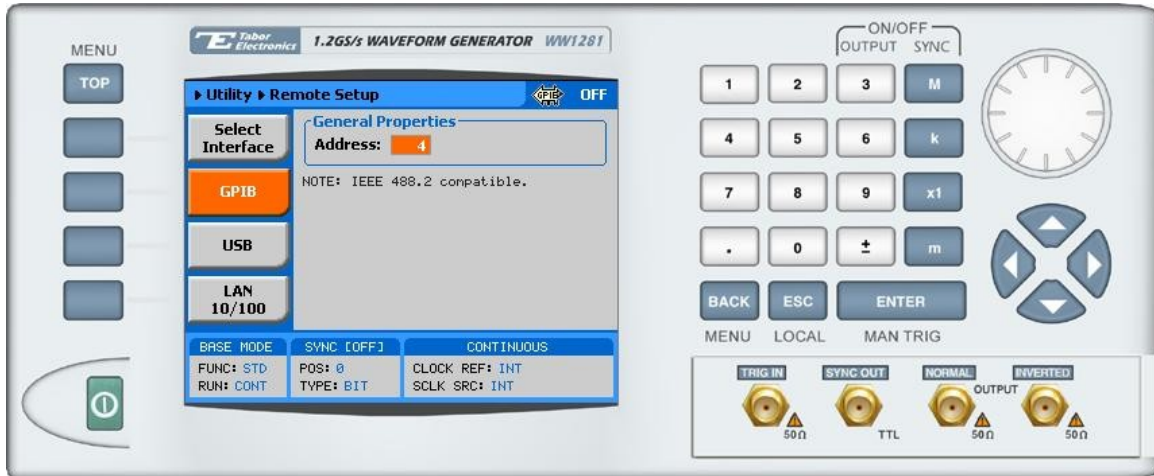 MENU
TOP
Tabor
Electronics
1.2GS/s WAVEFORM GENERATOR WW1281
Utility Remote Setup
GPIB
OFF
Select
Interface
General Properties
Address: 4
NOTE: IEEE 488.2 compatible.
GPIB
USB
LAN
10/100
BASE MODE
FUNC: STD
RUN: CONT
SYNC [OFF]
POS: 0
TYPE: BIT
CONTINUOUS
CLOCK REF: INT
SCLK SRC: INT
ON/OFF
OUTPUT SYNC
1 2 3 M
4 5 6 k
7 8 9 x1
. 0 ± m
BACK ESC ENTER
MENU LOCAL MAN TRIG
TRIG IN SYNC OUT NORMAL INVERTED
OUTPUT
50Ω TTL 50Ω 50Ω